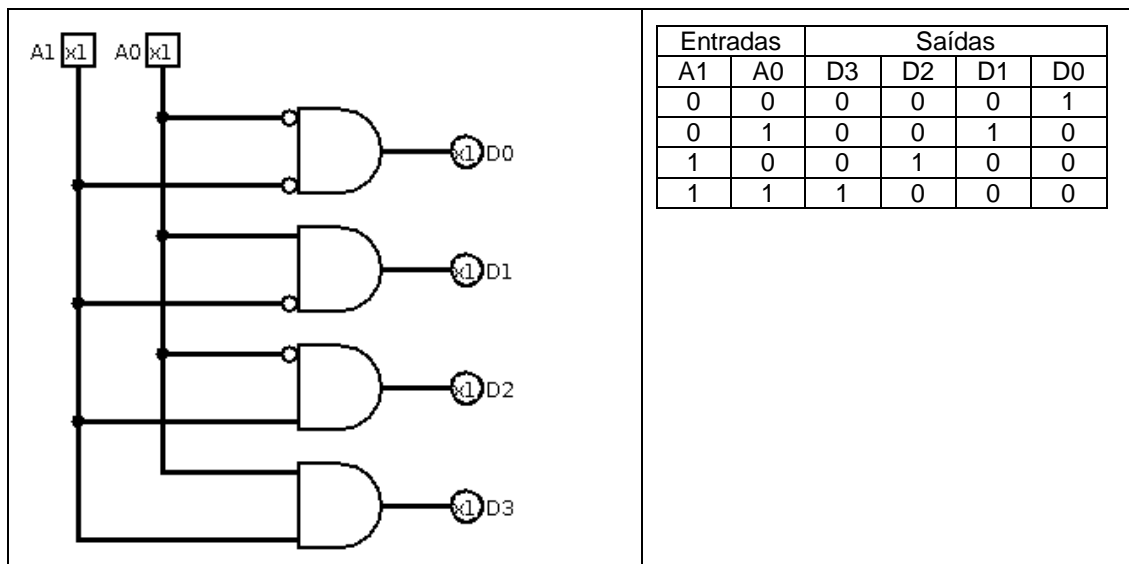 A1 x1 A0 x1
x1 D0
x1 D1
x1 D2
x1 D3
Entradas Saídas
A1 A0 D3 D2 D1 D0
0 0 0 0 0 1
0 1 0 0 1 0
1 0 0 1 0 0
1 1 1 0 0 0